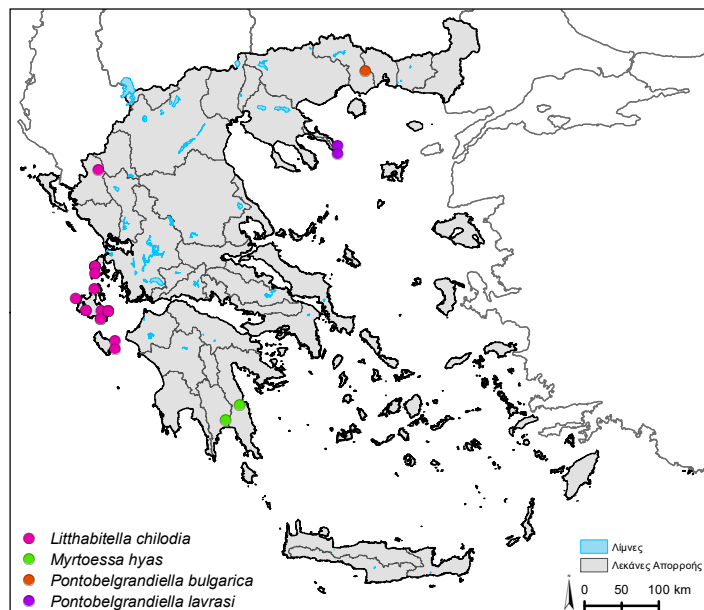 Litthabitella chilodia
Myrtoessa hyas
Pontobelgrandiella bulgarica
Pontobelgrandiella lavrasi
Λίμνες
Λεκάνες Απορροής
0 50 100 km